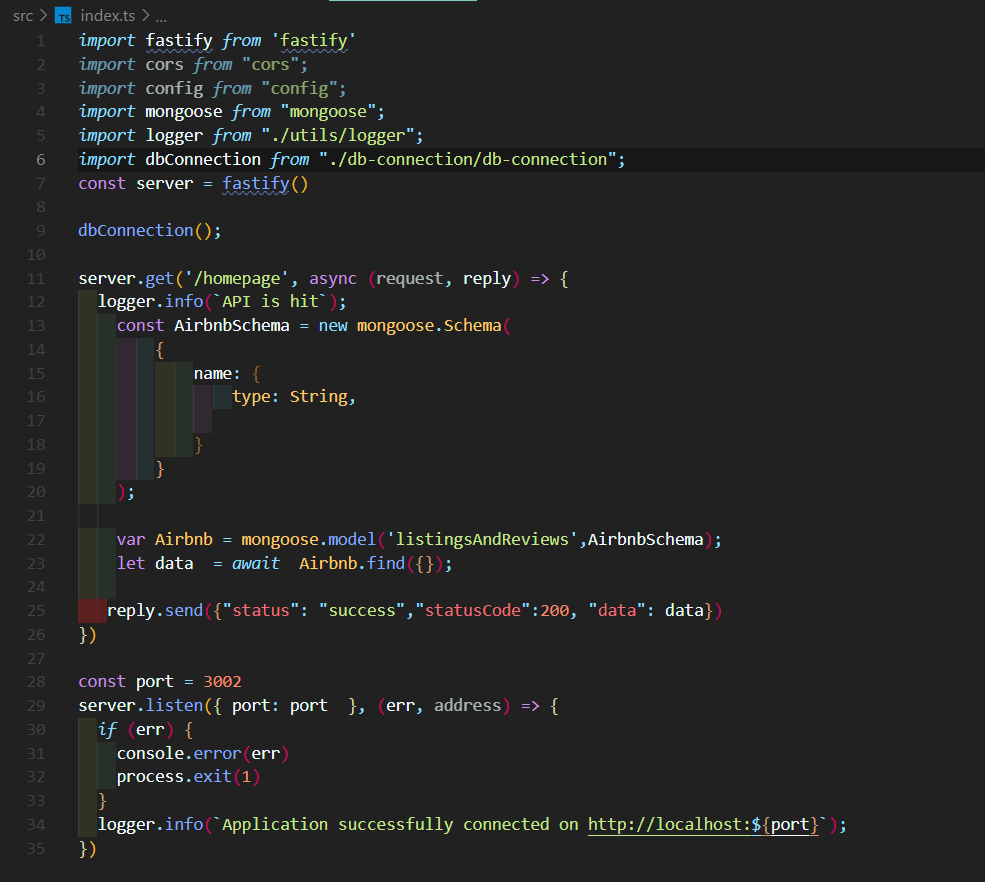 src > TS index.ts > ...
1 import fastify from 'fastify'
2 import cors from "cors";
3 import config from "config";
4 import mongoose from "mongoose";
5 import logger from "./utils/logger";
6 import dbConnection from "./db-connection/db-connection";
7 const server = fastify()
8
9 dbConnection();
10
11 server.get('/homepage', async (request, reply) => {
12   logger.info(`API is hit`);
13     const AirbnbSchema = new mongoose.Schema(
14         {
15             name: {
16                 type: String,
17
18             }
19         }
20     );
21
22     var Airbnb = mongoose.model('listingsAndReviews',AirbnbSchema);
23     let data  = await  Airbnb.find({});
24
25    reply.send({"status": "success","statusCode":200, "data": data})
26 })
27
28 const port = 3002
29 server.listen({ port: port  }, (err, address) => {
30   if (err) {
31     console.error(err)
32     process.exit(1)
33   }
34   logger.info(`Application successfully connected on http://localhost:${port}`);
35 })